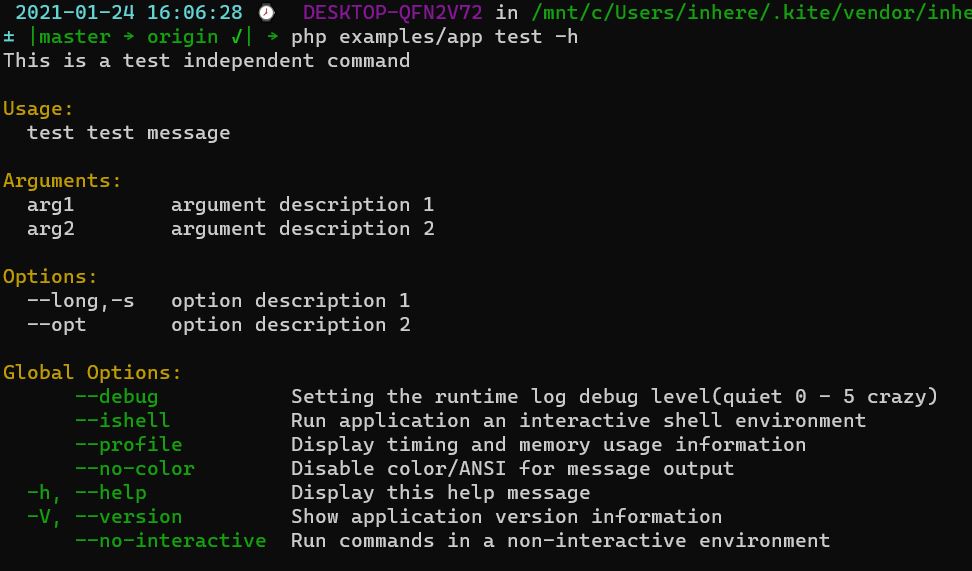 2021-01-24 16:06:28 🕗 DESKTOP-QFN2V72 in /mnt/c/Users/inhere/.kite/vendor/inhe
± |master → origin ✓| → php examples/app test -h
This is a test independent command
Usage:
test test message
Arguments:
arg1 argument description 1
arg2 argument description 2
Options:
--long,-s option description 1
--opt option description 2
Global Options:
--debug Setting the runtime log debug level(quiet 0 - 5 crazy)
--ishell Run application an interactive shell environment
--profile Display timing and memory usage information
--no-color Disable color/ANSI for message output
-h, --help Display this help message
-V, --version Show application version information
--no-interactive Run commands in a non-interactive environment